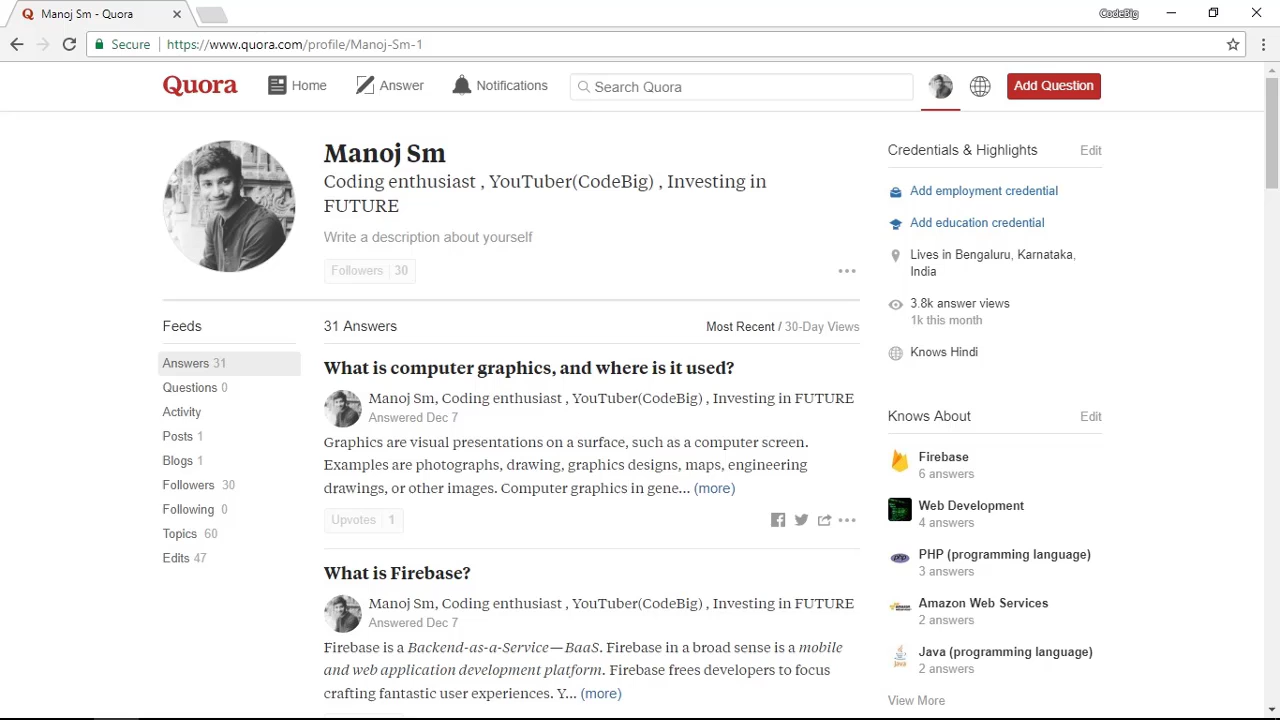 Manoj Sm - Quora
CodeBig
Secure
https://www.quora.com/profile/Manoj-Sm-1
Quora
Home
Answer
Notifications
Search Quora
Add Question
Manoj Sm
Coding enthusiast , YouTuber(CodeBig) , Investing in
FUTURE
Write a description about yourself
Followers 30
Credentials & Highlights
Edit
Add employment credential
Add education credential
Lives in Bengaluru, Karnataka,
India
3.8k answer views
1k this month
Knows Hindi
Feeds
Answers 31
Questions 0
Activity
Posts 1
Blogs 1
Followers 30
Following 0
Topics 60
Edits 47
31 Answers
Most Recent / 30-Day Views
What is computer graphics, and where is it used?
Manoj Sm, Coding enthusiast , YouTuber(CodeBig) , Investing in FUTURE
Answered Dec 7
Graphics are visual presentations on a surface, such as a computer screen.
Examples are photographs, drawing, graphics designs, maps, engineering
drawings, or other images. Computer graphics in gene... (more)
Upvotes 1
What is Firebase?
Manoj Sm, Coding enthusiast , YouTuber(CodeBig) , Investing in FUTURE
Answered Dec 7
Firebase is a Backend-as-a-Service—BaaS. Firebase in a broad sense is a mobile
and web application development platform. Firebase frees developers to focus
crafting fantastic user experiences. Y... (more)
Knows About
Edit
Firebase
6 answers
Web Development
4 answers
php
PHP (programming language)
3 answers
Amazon Web Services
2 answers
Java
Java (programming language)
2 answers
View More